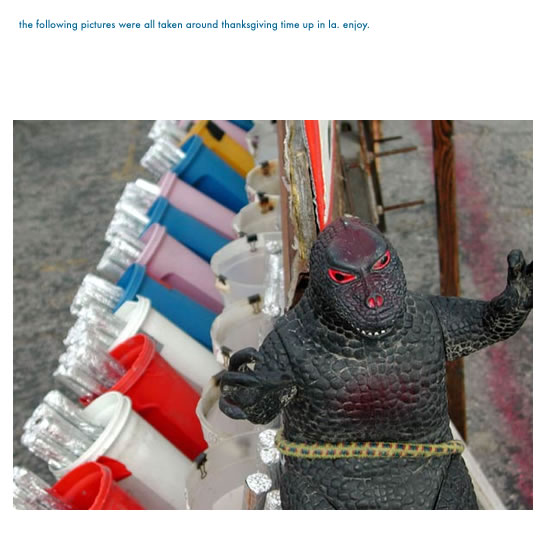 the following pictures were all taken around thanksgiving time up in la. enjoy.